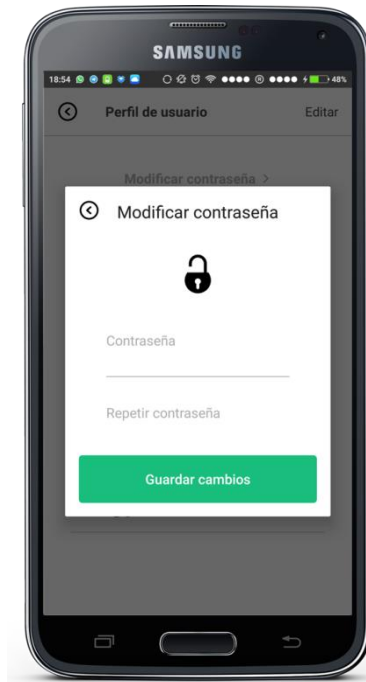 SAMSUNG
18:54 48%
Perfil de usuario Editar
Modificar contraseña >
Modificar contraseña
Contraseña
Repetir contraseña
Guardar cambios